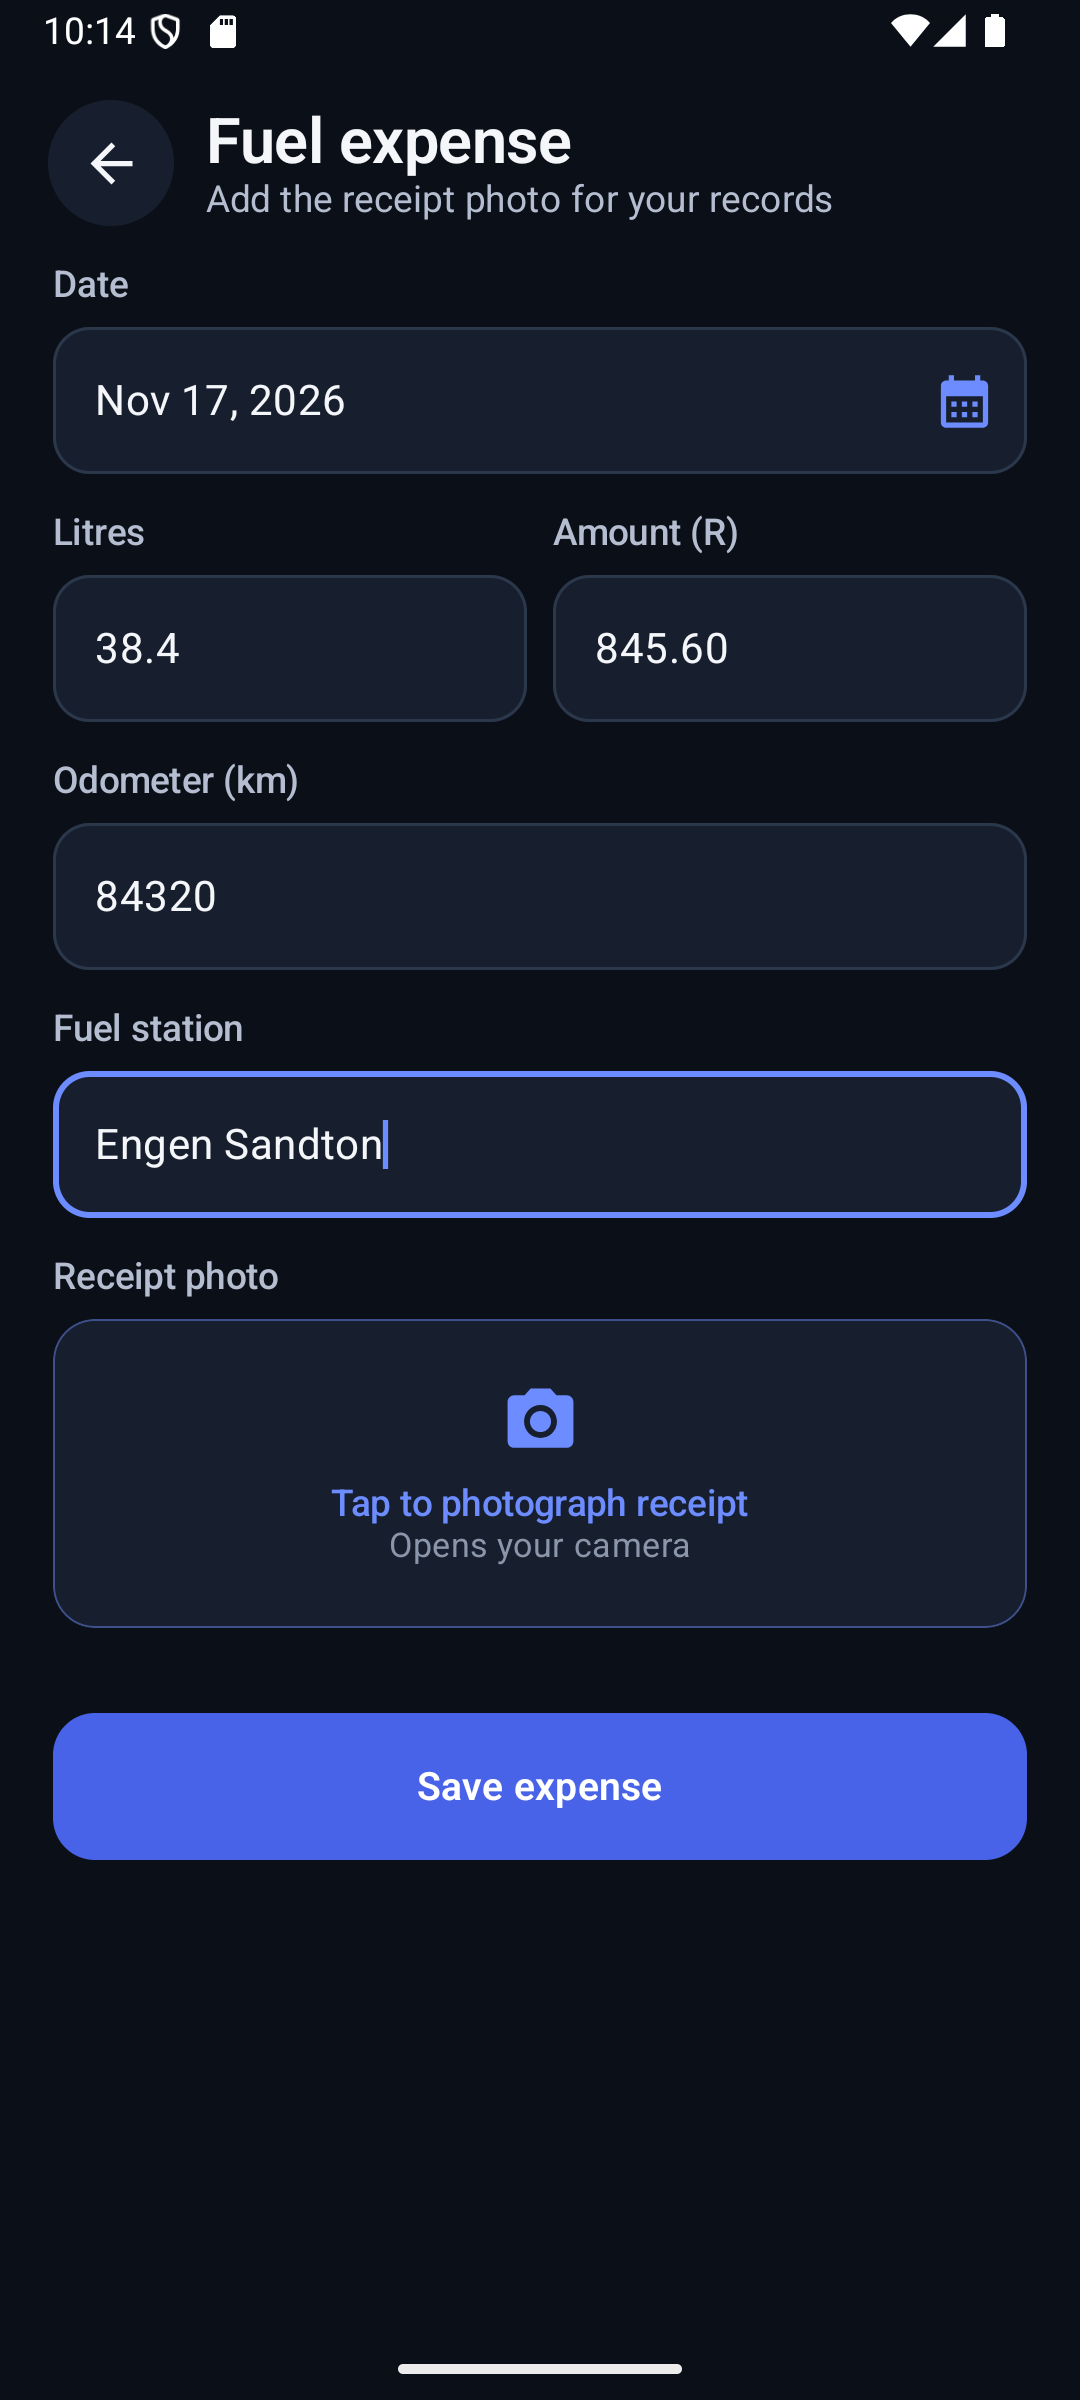 10:14
Fuel expense
Add the receipt photo for your records
Date
Nov 17, 2026
Litres
Amount (R)
38.4
845.60
Odometer (km)
84320
Fuel station
Engen Sandton
Receipt photo
Tap to photograph receipt
Opens your camera
Save expense